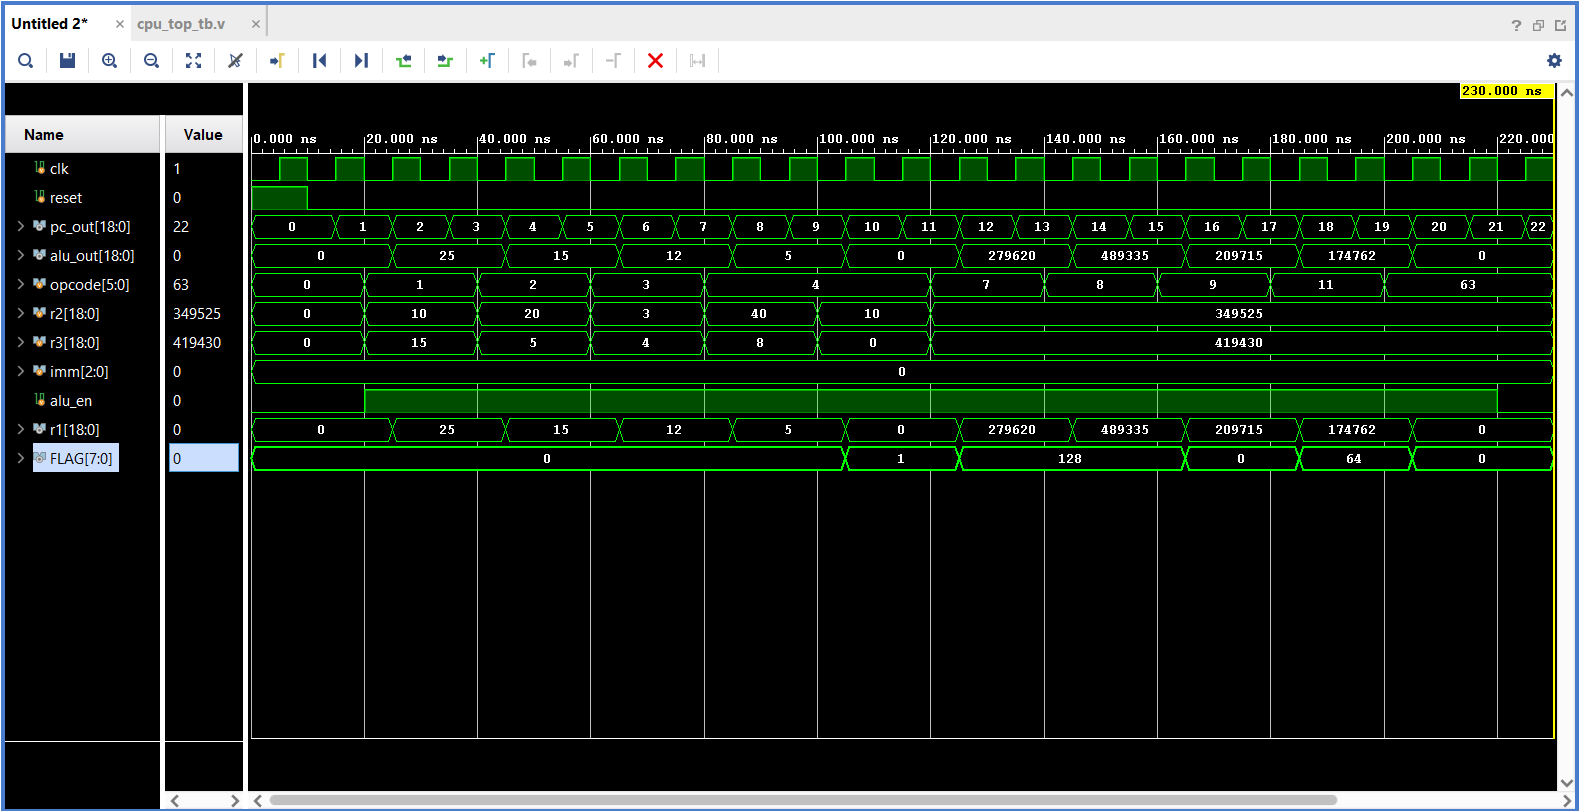 Untitled 2* × cpu_top_tb.v ×
?
230.000 ns
Name Value
0.000 ns 20.000 ns 40.000 ns 60.000 ns 80.000 ns 100.000 ns 120.000 ns 140.000 ns 160.000 ns 180.000 ns 200.000 ns 220.000
clk 1
reset 0
pc_out[18:0] 22 0 1 2 3 4 5 6 7 8 9 10 11 12 13 14 15 16 17 18 19 20 21 22
alu_out[18:0] 0 0 25 15 12 5 0 279620 489335 209715 174762 0
opcode[5:0] 63 0 1 2 3 4 7 8 9 11 63
r2[18:0] 349525 0 10 20 3 40 10 349525
r3[18:0] 419430 0 15 5 4 8 0 419430
imm[2:0] 0 0
alu_en 0
r1[18:0] 0 0 25 15 12 5 0 279620 489335 209715 174762 0
FLAG[7:0] 0 0 1 128 0 64 0